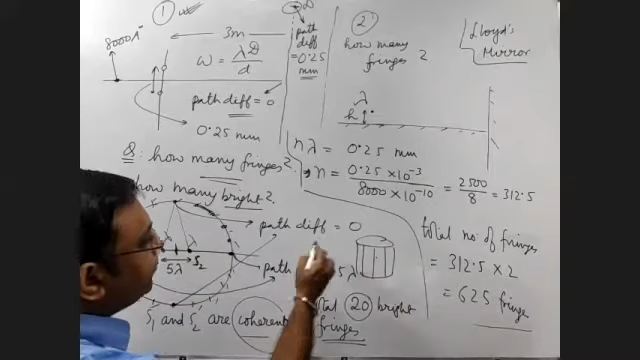 1
8000 A°
3m
w = λD/d
path diff = 0
0.25 mm
∞
path
diff
= 0.25
mm
2
how many
fringes ?
Lloyd's
Mirror
λ
h
nλ = 0.25 mm
n = 0.25 × 10⁻³ / 8000 × 10⁻¹⁰ = 2500/8 = 312.5
Q: how many fringes ?
how many bright ?
path diff = 0
λ
λ
5λ
S₂
path
5λ
20 bright
fringes
S₁ and S₂ are coherent
total no. of fringes
= 312.5 × 2
= 625 fringe